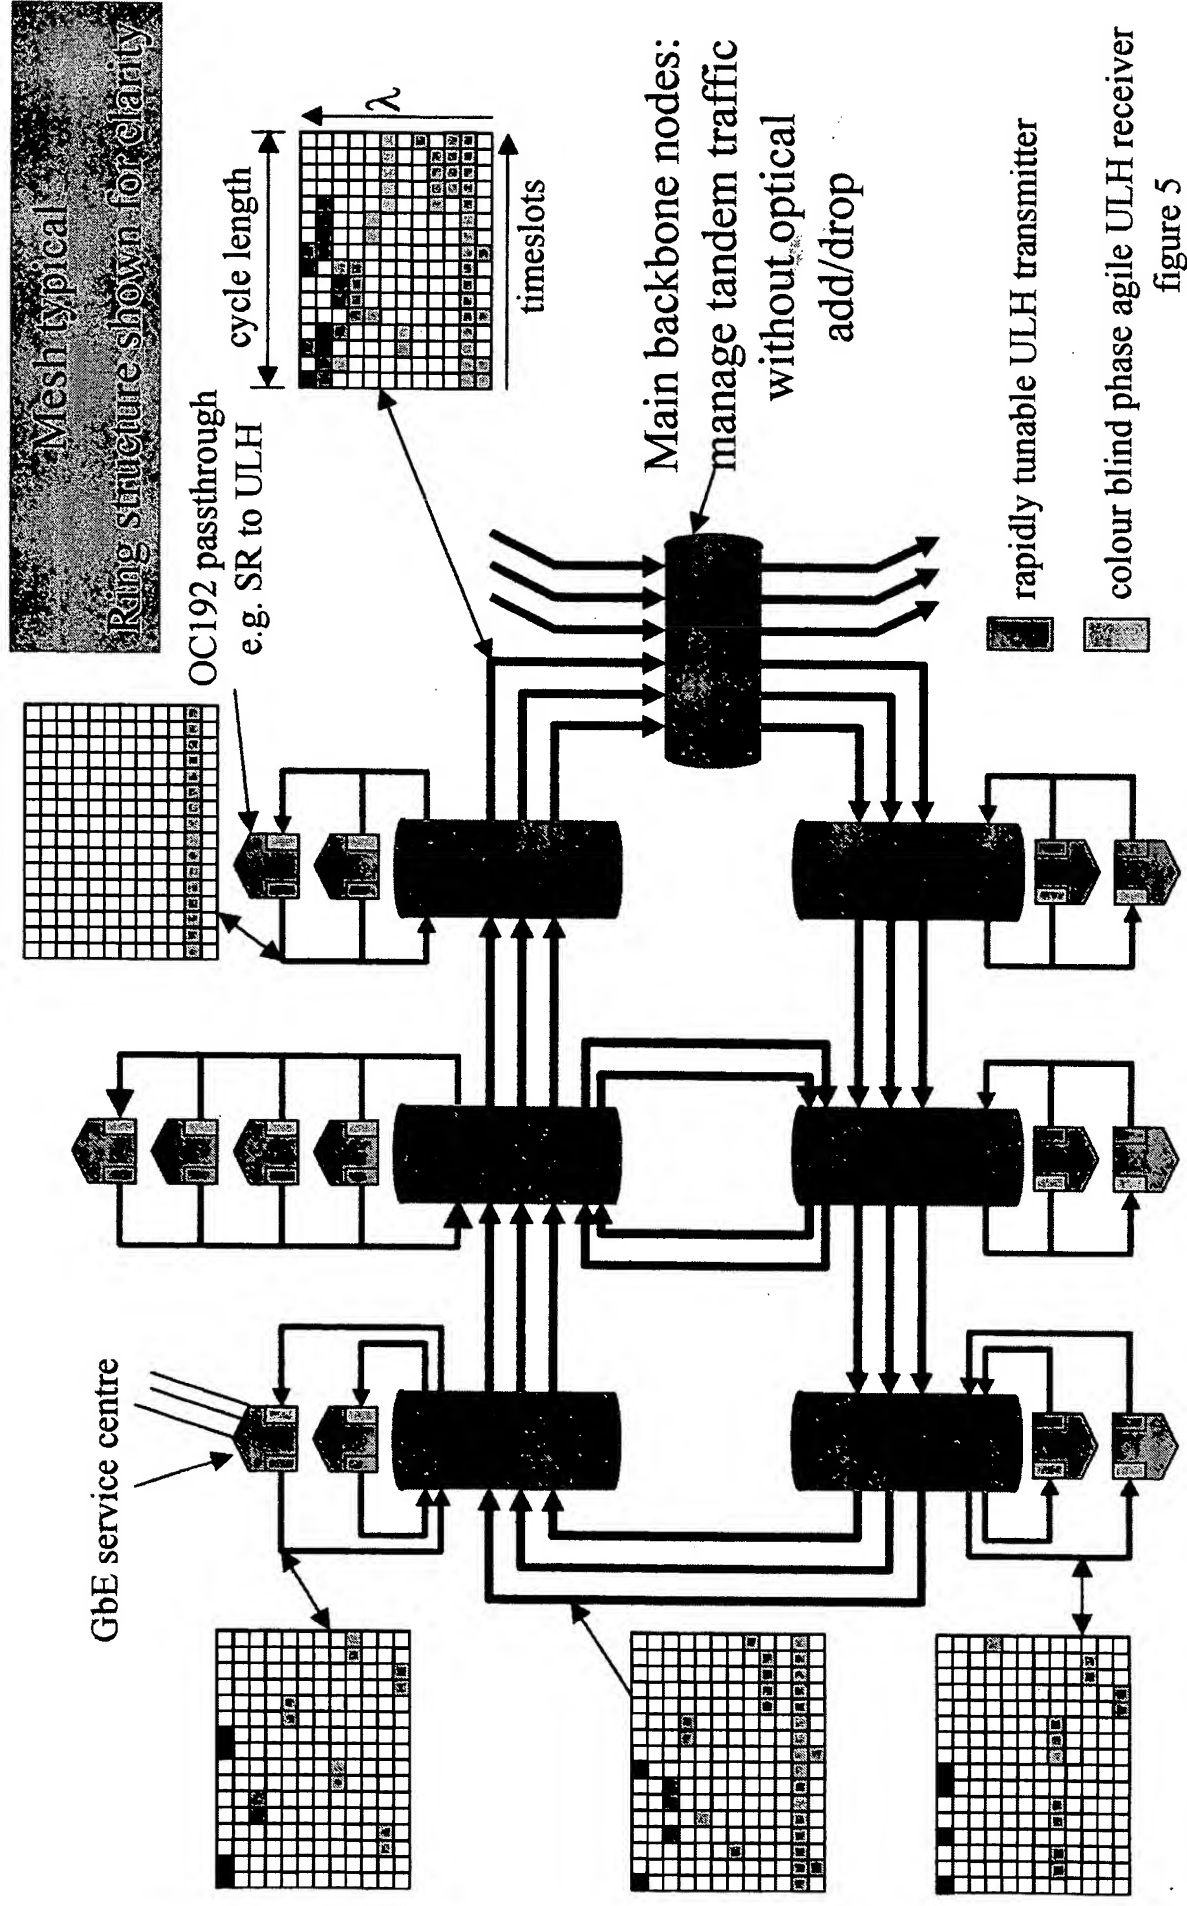 Mesh typical
Ring structure shown for clarity
OC192 passthrough
e.g. SR to ULH
cycle length
λ
timeslots
GbE service centre
Main backbone nodes:
manage tandem traffic
without optical
add/drop
rapidly tunable ULH transmitter
colour blind phase agile ULH receiver
figure 5